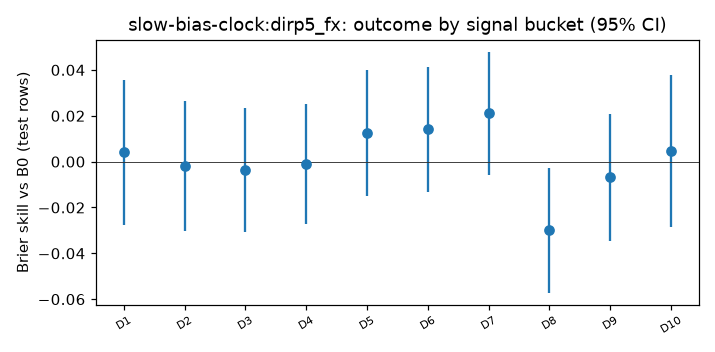 slow-bias-clock:dirp5_fx: outcome by signal bucket (95% CI)
Brier skill vs B0 (test rows)
0.04
0.02
0.00
−0.02
−0.04
−0.06
D1 D2 D3 D4 D5 D6 D7 D8 D9 D10